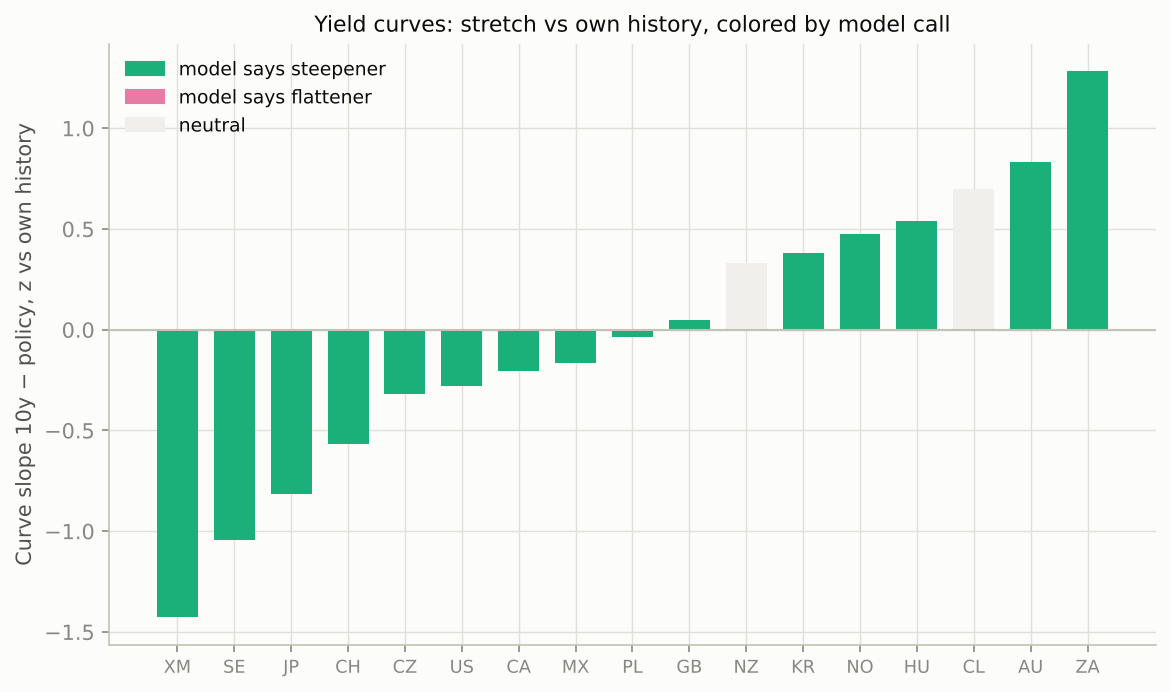 Yield curves: stretch vs own history, colored by model call
model says steepener
model says flattener
neutral
Curve slope 10y − policy, z vs own history
1.0
0.5
0.0
−0.5
−1.0
−1.5
XM SE JP CH CZ US CA MX PL GB NZ KR NO HU CL AU ZA